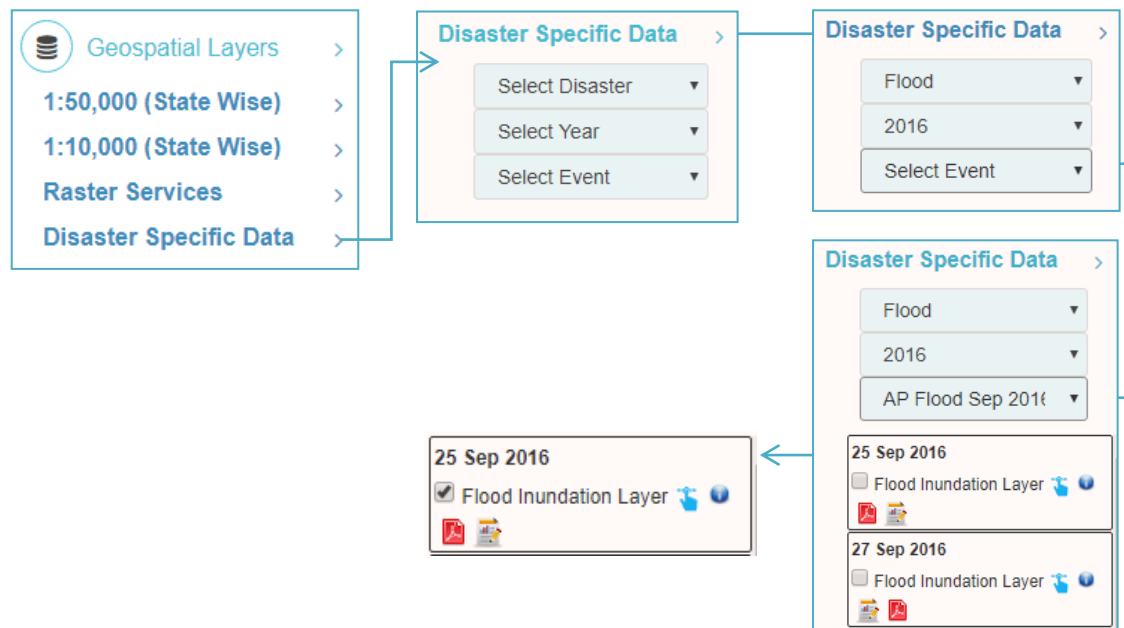 Geospatial Layers
1:50,000 (State Wise)
1:10,000 (State Wise)
Raster Services
Disaster Specific Data
Disaster Specific Data
Select Disaster
Select Year
Select Event
Disaster Specific Data
Flood
2016
Select Event
Disaster Specific Data
Flood
2016
AP Flood Sep 2016
25 Sep 2016
Flood Inundation Layer
27 Sep 2016
Flood Inundation Layer
25 Sep 2016
Flood Inundation Layer